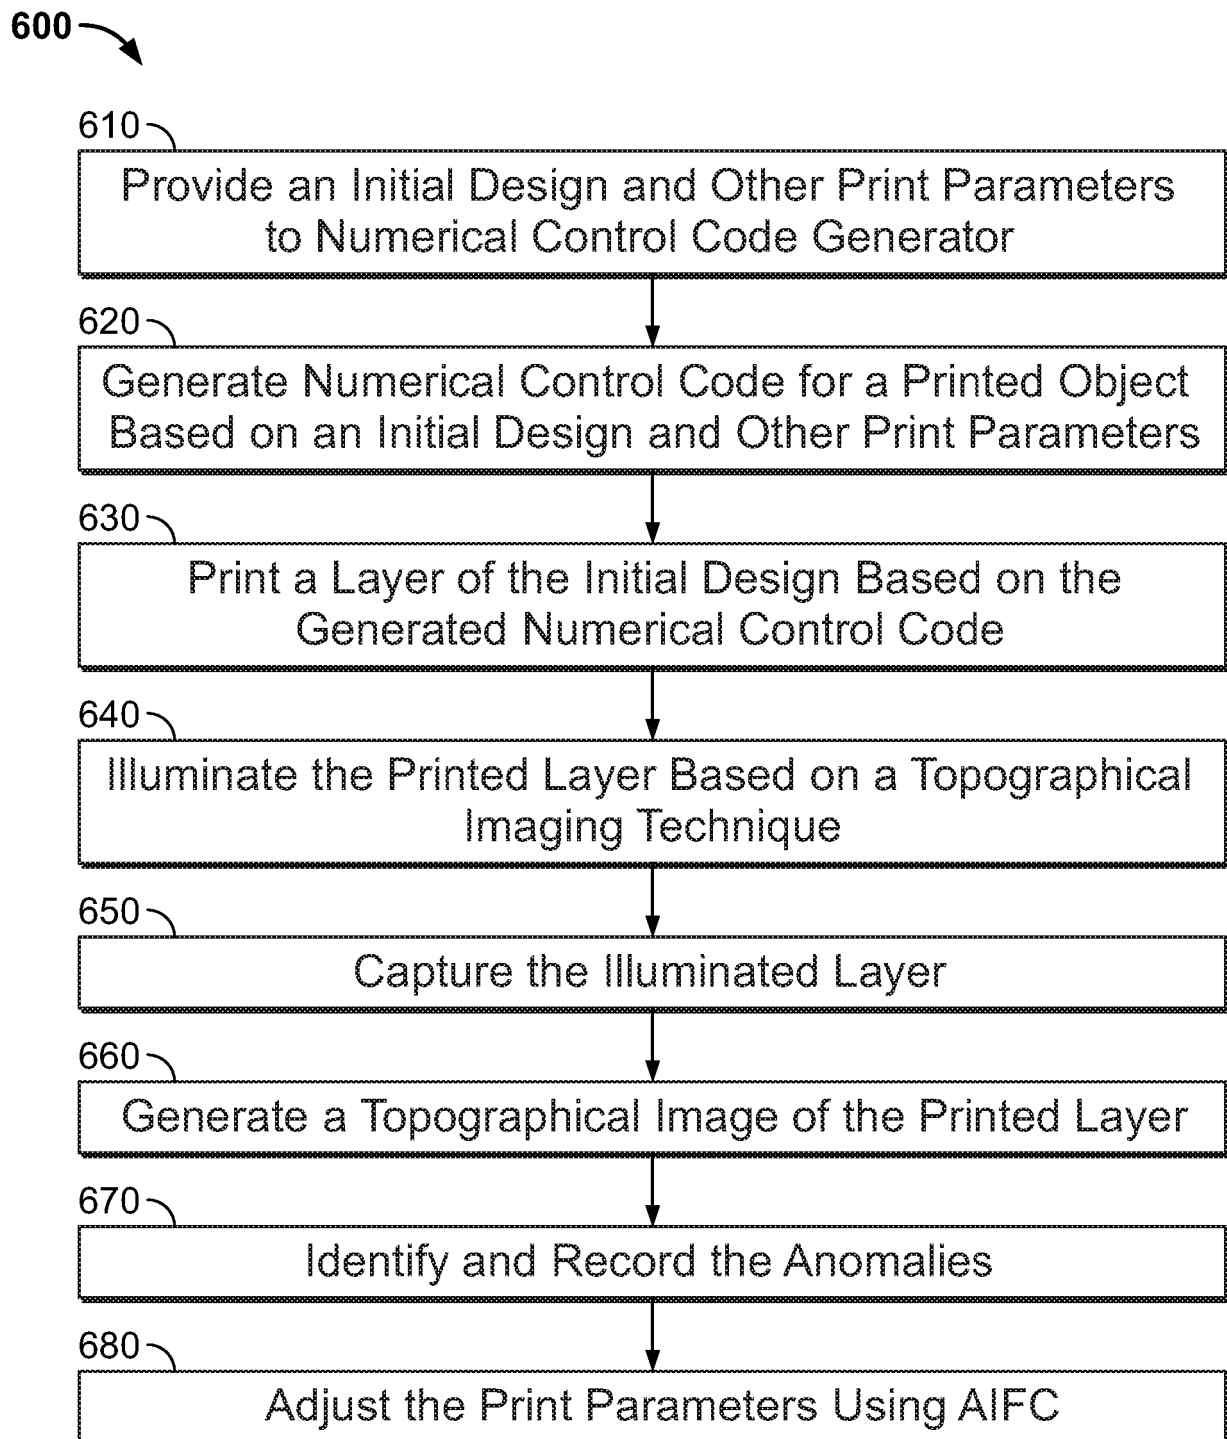 600
610
Provide an Initial Design and Other Print Parameters
to Numerical Control Code Generator
620
Generate Numerical Control Code for a Printed Object
Based on an Initial Design and Other Print Parameters
630
Print a Layer of the Initial Design Based on the
Generated Numerical Control Code
640
Illuminate the Printed Layer Based on a Topographical
Imaging Technique
650
Capture the Illuminated Layer
660
Generate a Topographical Image of the Printed Layer
670
Identify and Record the Anomalies
680
Adjust the Print Parameters Using AIFC